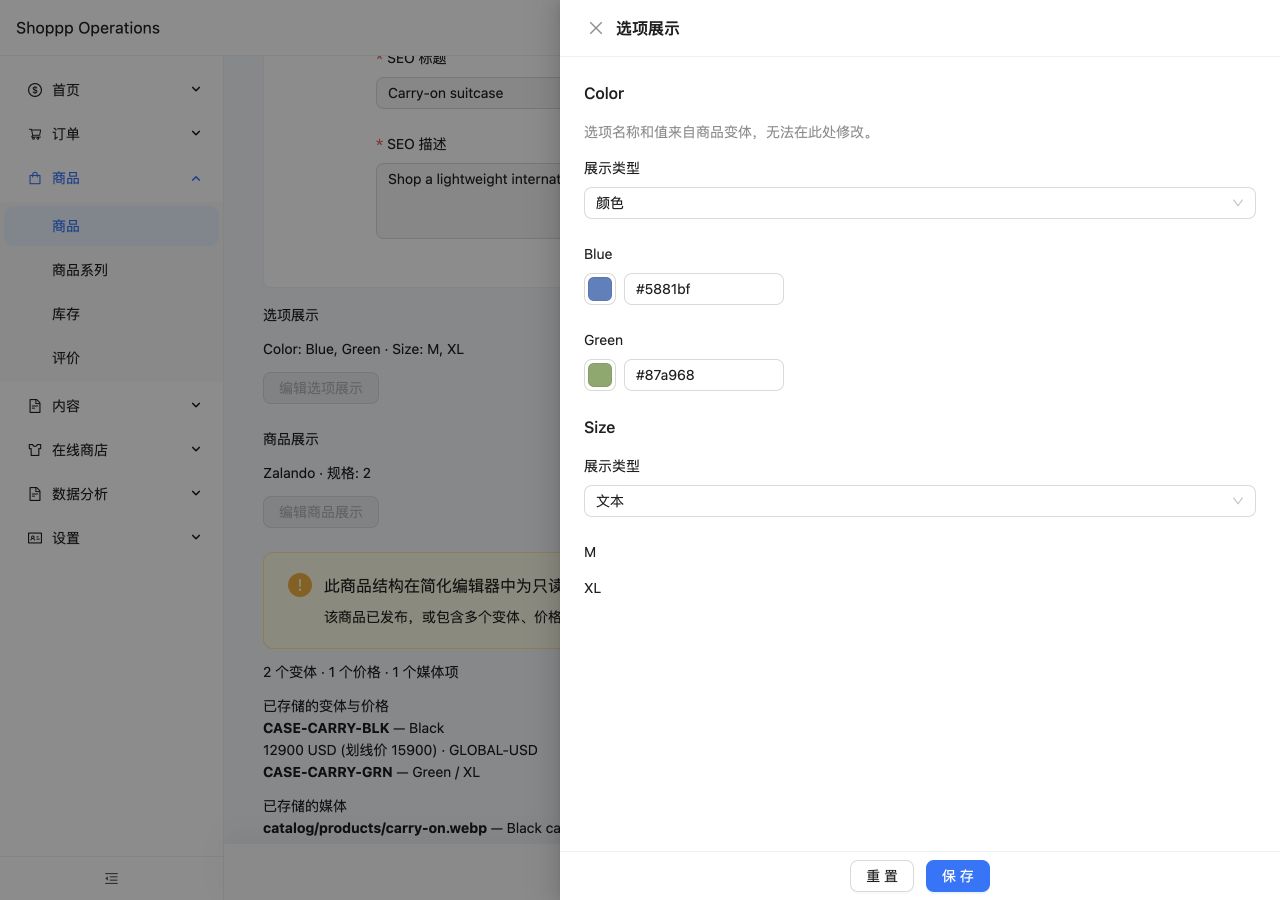 Shoppp Operations
首页
订单
商品
商品
商品系列
库存
评价
内容
在线商店
数据分析
设置
* SEO 标题
Carry-on suitcase
* SEO 描述
Shop a lightweight internat
选项展示
Color: Blue, Green · Size: M, XL
编辑选项展示
商品展示
Zalando · 规格: 2
编辑商品展示
此商品结构在简化编辑器中为只读
该商品已发布，或包含多个变体、价格
2 个变体 · 1 个价格 · 1 个媒体项
已存储的变体与价格
CASE-CARRY-BLK — Black
12900 USD (划线价 15900) · GLOBAL-USD
CASE-CARRY-GRN — Green / XL
已存储的媒体
catalog/products/carry-on.webp — Black ca
选项展示
Color
选项名称和值来自商品变体，无法在此处修改。
展示类型
颜色
Blue
#5881bf
Green
#87a968
Size
展示类型
文本
M
XL
重 置
保 存